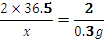 2 × 36.5 / x = 2 / 0.3g